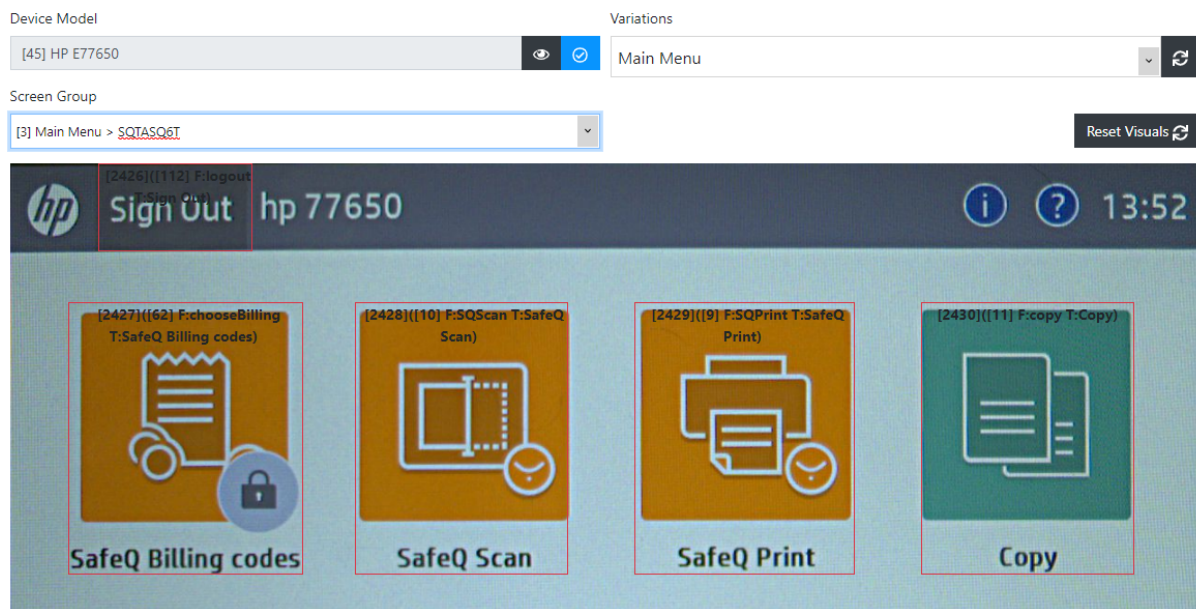 Device Model
Variations
[45] HP E77650
Main Menu
Screen Group
[3] Main Menu > SQTASQ6T
Reset Visuals
[2426]([112] F:logout
T:Sign Out)
hp
Sign Out
hp 77650
i
?
13:52
[2427]([62] F:chooseBilling
T:SafeQ Billing codes)
[2428]([10] F:SQScan T:SafeQ
Scan)
[2429]([9] F:SQPrint T:SafeQ
Print)
[2430]([11] F:copy T:Copy)
SafeQ Billing codes
SafeQ Scan
SafeQ Print
Copy